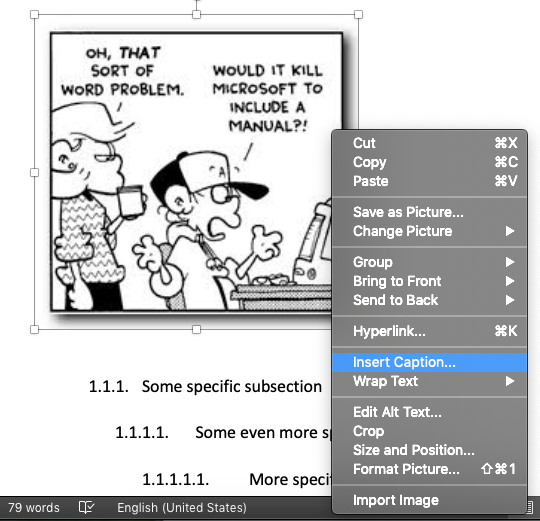 OH, THAT
SORT OF
WORD PROBLEM.
WOULD IT KILL
MICROSOFT TO
INCLUDE A
MANUAL?!
A
Cut ⌘X
Copy ⌘C
Paste ⌘V
Save as Picture...
Change Picture ▶
Group ▶
Bring to Front ▶
Send to Back ▶
Hyperlink... ⌘K
Insert Caption...
Wrap Text ▶
Edit Alt Text...
Crop
Size and Position...
Format Picture... ⇧⌘1
Import Image
1.1.1. Some specific subsection
1.1.1.1. Some even more
1.1.1.1.1. More
79 words English (United States)